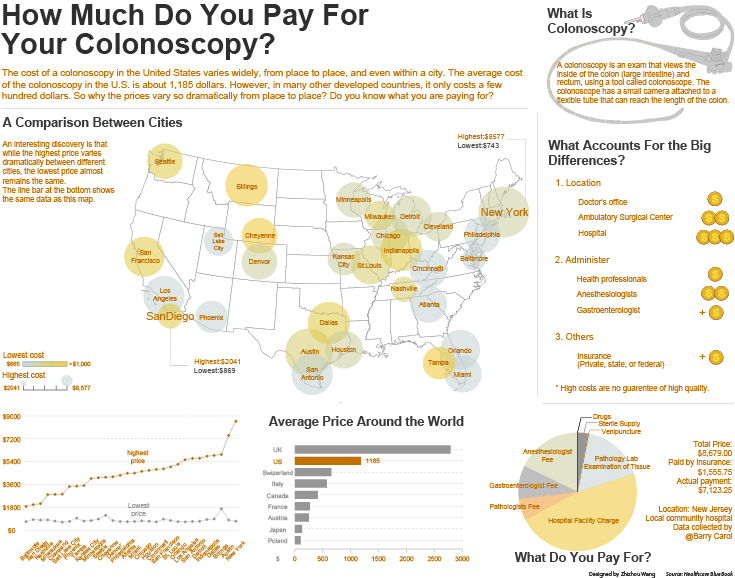 How Much Do You Pay For
Your Colonoscopy?
The cost of a colonoscopy in the United States varies widely, from place to place, and even within a city. The average cost
of the colonoscopy in the U.S. is about 1,185 dollars. However, in many other developed countries, it only costs a few
hundred dollars. So why the prices vary so dramatically from place to place? Do you know what you are paying for?
What Is
Colonoscopy?
A colonoscopy is an exam that views the
inside of the colon (large intestine) and
rectum, using a tool called colonoscope. The
colonoscope has a small camera attached to a
flexible tube that can reach the length of the colon.
A Comparison Between Cities
An interesting discovery is that
while the highest price varies
dramatically between different
cities, the lowest price almost
remains the same.
The line bar at the bottom shows
the same data as this map.
Highest:$8577
Lowest:$743
Seattle
Billings
Minneapolis
Milwaukee
Detroit
New York
Salt
Lake
City
Cheyenne
Chicago
Cleveland
Philadelphia
San
Francisco
Denvor
Kansas
City
St.Louis
Indianapolis
Cincinnatti
Baltimore
Los
Angeles
Nashville
SanDiego
Phoenix
Atlanta
Dallas
Austin
Houston
San
Antonio
Orlando
Tampa
Miami
Highest:$2041
Lowest:$869
Lowest cost
$665
>$1,000
Highest cost
$2041
$8,577
What Accounts For the Big
Differences?
1. Location
Doctor's office
Ambulatory Surgical Center
Hospital
2. Administer
Health professionals
Anesthesiologists
Gastroenterologist
+
3. Others
Insurance
(Private, state, or federal)
+
* High costs are no guarentee of high quality.
$9000
$7200
$5400
$3600
$1800
$0
highest
price
Lowest
price
New York
Average Price Around the World
UK
US
1185
Swizerland
Italy
Canada
France
Austria
Japan
Poland
$
0
500
1000
1500
2000
2500
3000
Drugs
Sterile Supply
Venipuncture
Anesthesiologist
Fee
Pathology Lab
Examination of Tissue
Gastroenterologist Fee
Pathologists Fee
Hospital Facility Charge
Total Price:
$8,679.00
Paid by Insurance:
$1,555.75
Actual payment:
$7,123.25
Location: New Jersey
Local community hospital
Data collected by
@Barry Carol
What Do You Pay For?
Designed by Zhizhou Wang
Source:Healthcare BlueBook